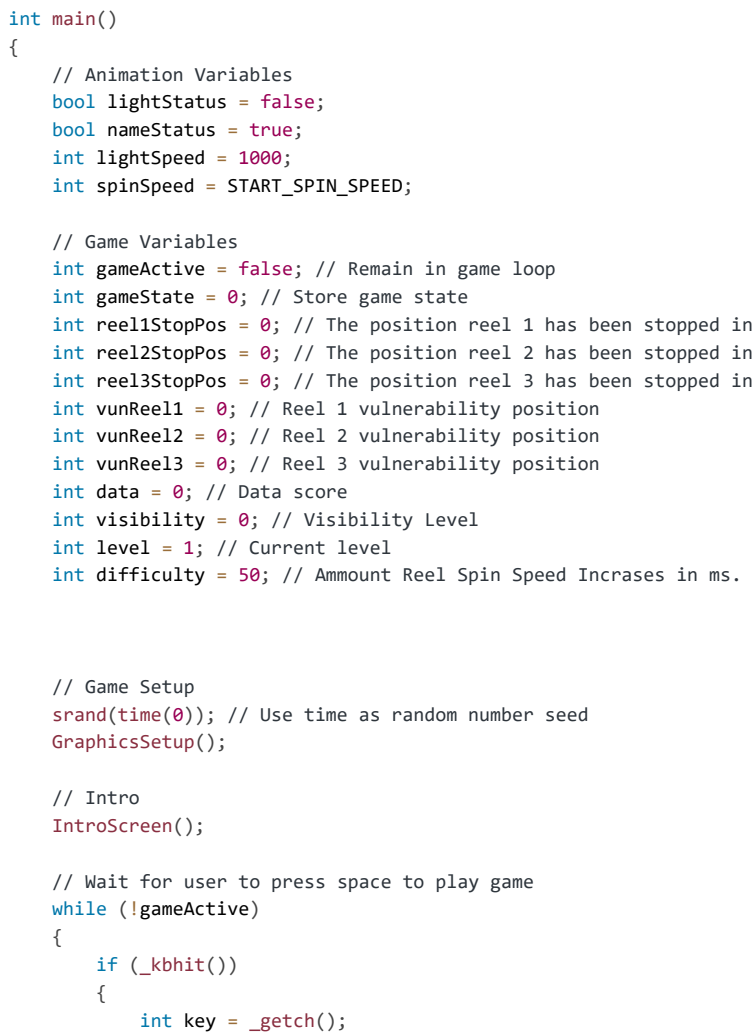 int main()
{
    // Animation Variables
    bool lightStatus = false;
    bool nameStatus = true;
    int lightSpeed = 1000;
    int spinSpeed = START_SPIN_SPEED;

    // Game Variables
    int gameActive = false; // Remain in game loop
    int gameState = 0; // Store game state
    int reel1StopPos = 0; // The position reel 1 has been stopped in
    int reel2StopPos = 0; // The position reel 2 has been stopped in
    int reel3StopPos = 0; // The position reel 3 has been stopped in
    int vunReel1 = 0; // Reel 1 vulnerability position
    int vunReel2 = 0; // Reel 2 vulnerability position
    int vunReel3 = 0; // Reel 3 vulnerability position
    int data = 0; // Data score
    int visibility = 0; // Visibility Level
    int level = 1; // Current level
    int difficulty = 50; // Ammount Reel Spin Speed Incrases in ms.

    // Game Setup
    srand(time(0)); // Use time as random number seed
    GraphicsSetup();

    // Intro
    IntroScreen();

    // Wait for user to press space to play game
    while (!gameActive)
    {
        if (_kbhit())
        {
            int key = _getch();